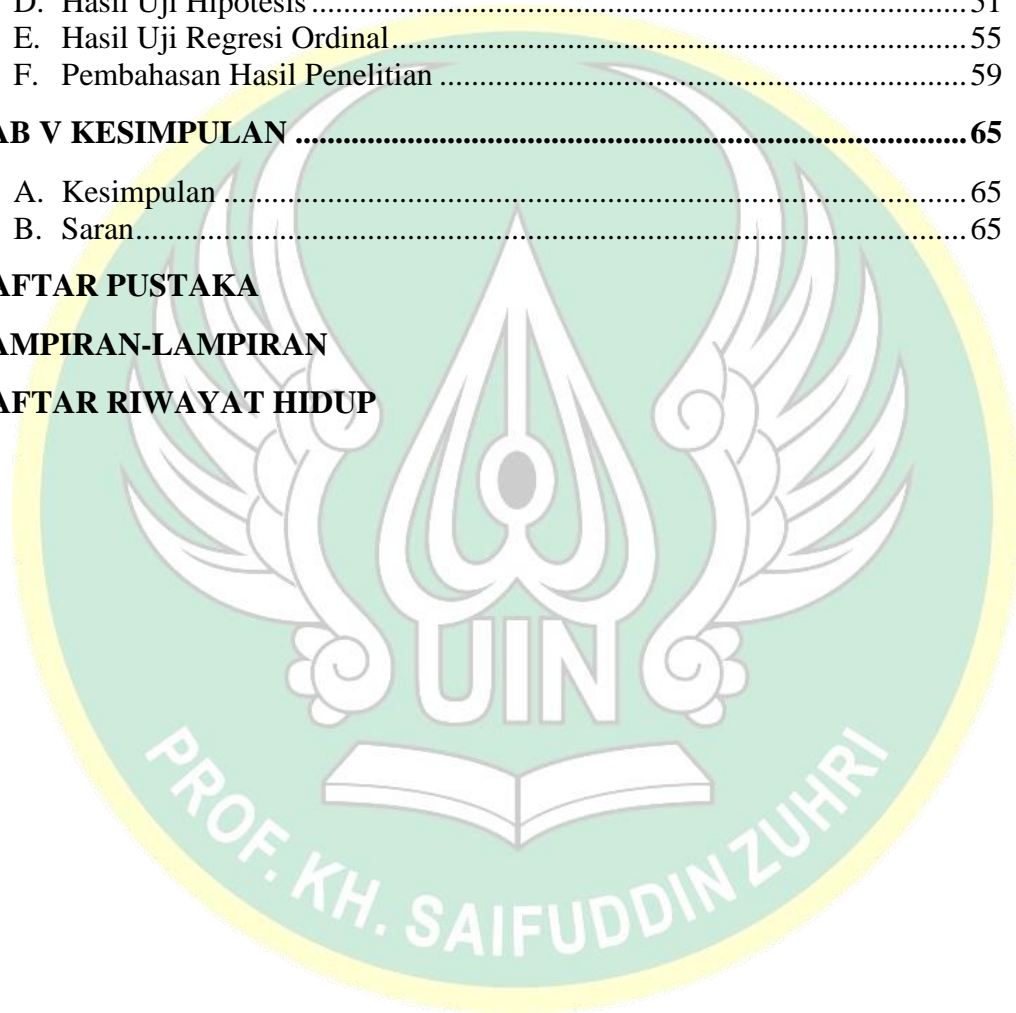 D. Hasil Uji Hipotesis ........ 51
E. Hasil Uji Regresi Ordinal ........ 55
F. Pembahasan Hasil Penelitian ........ 59
AB V KESIMPULAN ........ 65
A. Kesimpulan ........ 65
B. Saran ........ 65
AFTAR PUSTAKA
AMPIRAN-LAMPIRAN
AFTAR RIWAYAT HIDUP
UIN
PROF. KH. SAIFUDDIN ZUHRI